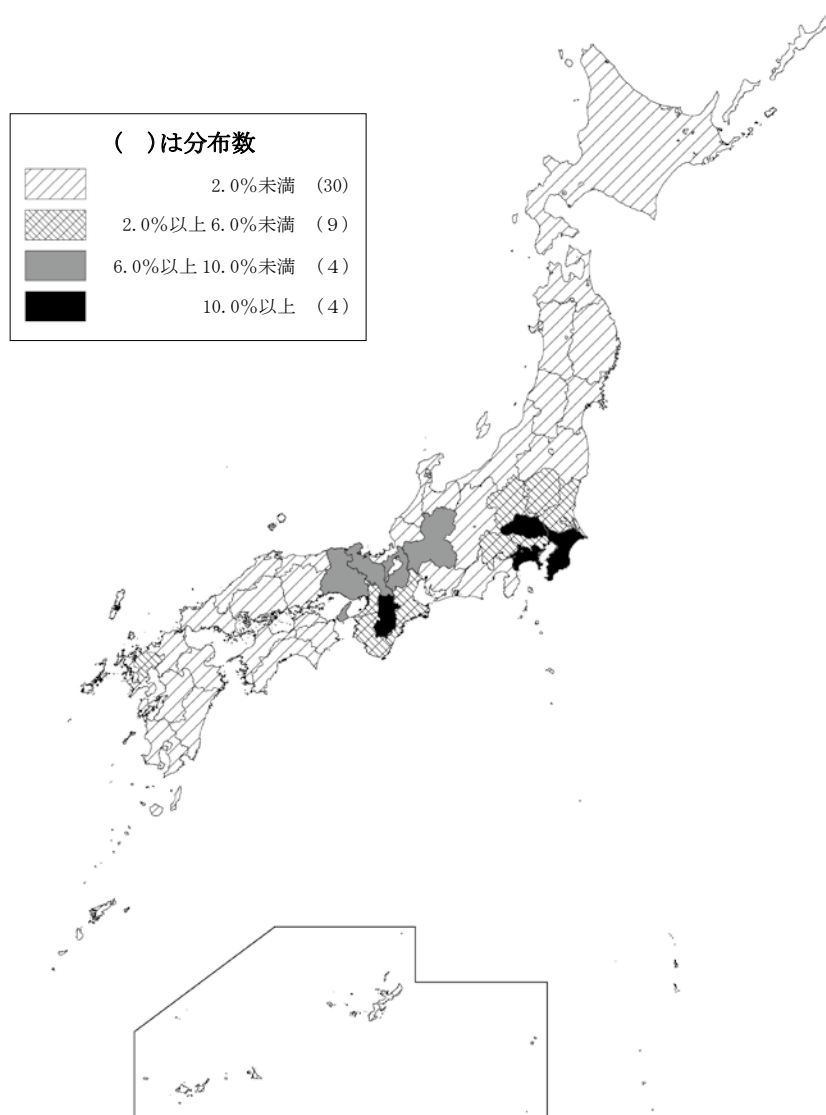 (　)は分布数
2.0%未満　(30)
2.0%以上 6.0%未満　(９)
6.0%以上 10.0%未満　(４)
10.0%以上　(４)